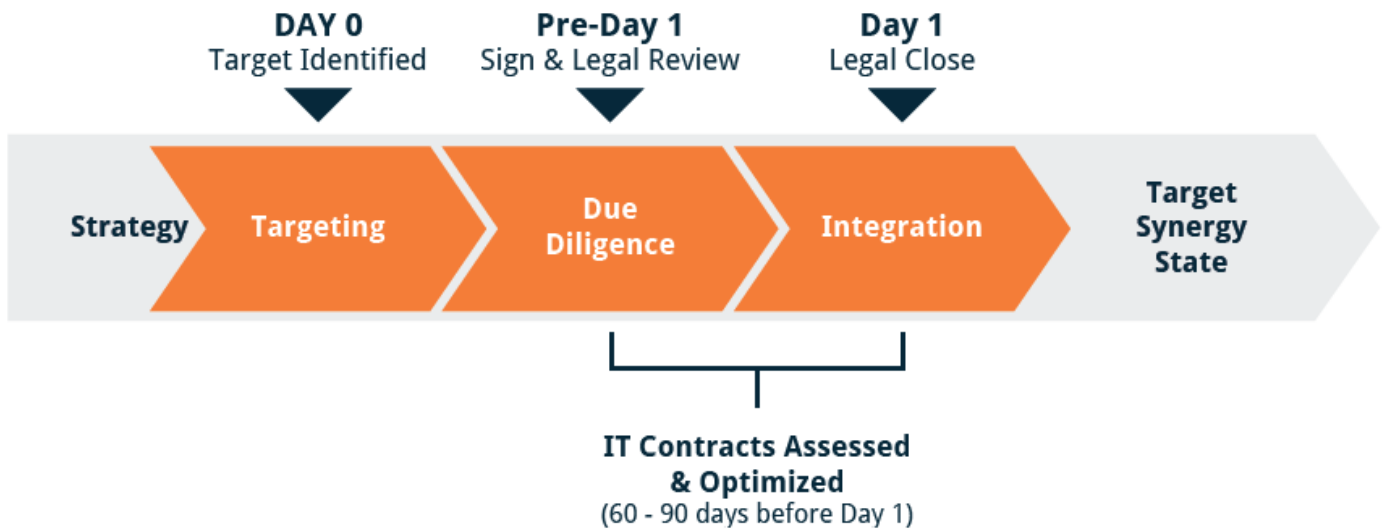 DAY 0
Target Identified
Pre-Day 1
Sign & Legal Review
Day 1
Legal Close
Strategy
Targeting
Due
Diligence
Integration
Target
Synergy
State
IT Contracts Assessed
& Optimized
(60 - 90 days before Day 1)